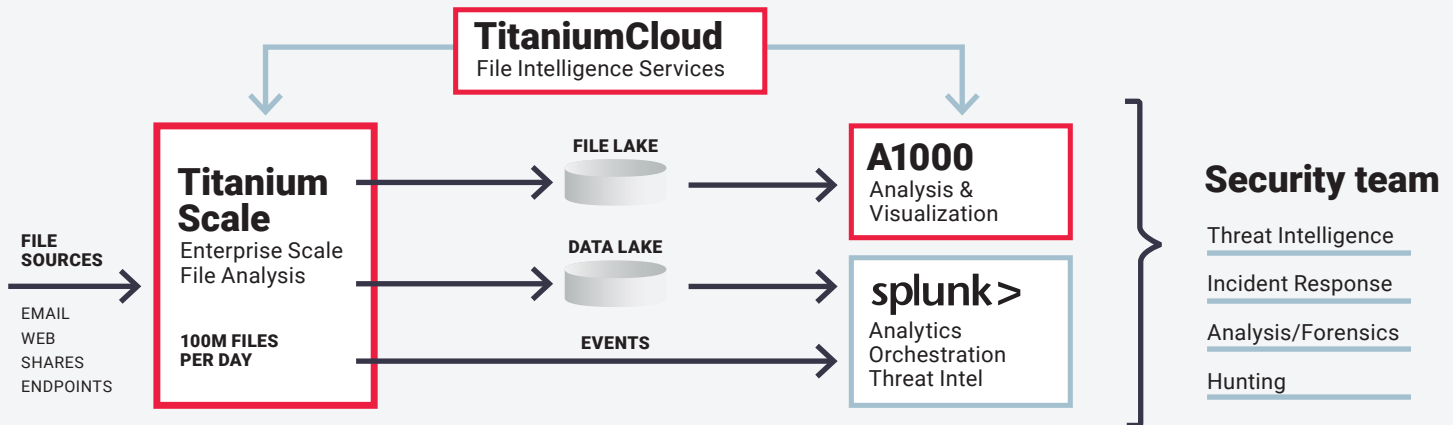 TitaniumCloud
File Intelligence Services
FILE
SOURCES
EMAIL
WEB
SHARES
ENDPOINTS
Titanium
Scale
Enterprise Scale
File Analysis
100M FILES
PER DAY
FILE LAKE
DATA LAKE
EVENTS
A1000
Analysis &
Visualization
splunk>
Analytics
Orchestration
Threat Intel
Security team
Threat Intelligence
Incident Response
Analysis/Forensics
Hunting